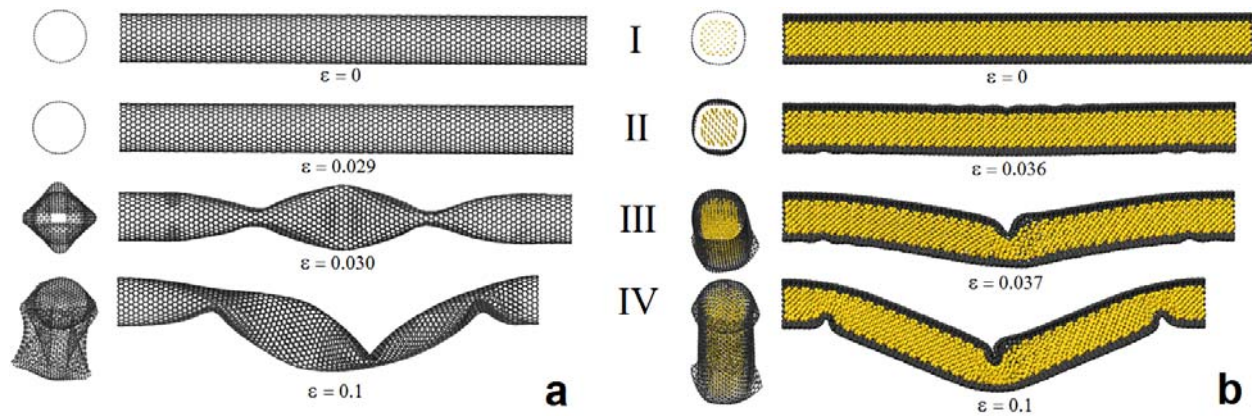 I
ε = 0
ε = 0
II
ε = 0.029
ε = 0.036
III
ε = 0.030
ε = 0.037
IV
ε = 0.1
a
ε = 0.1
b